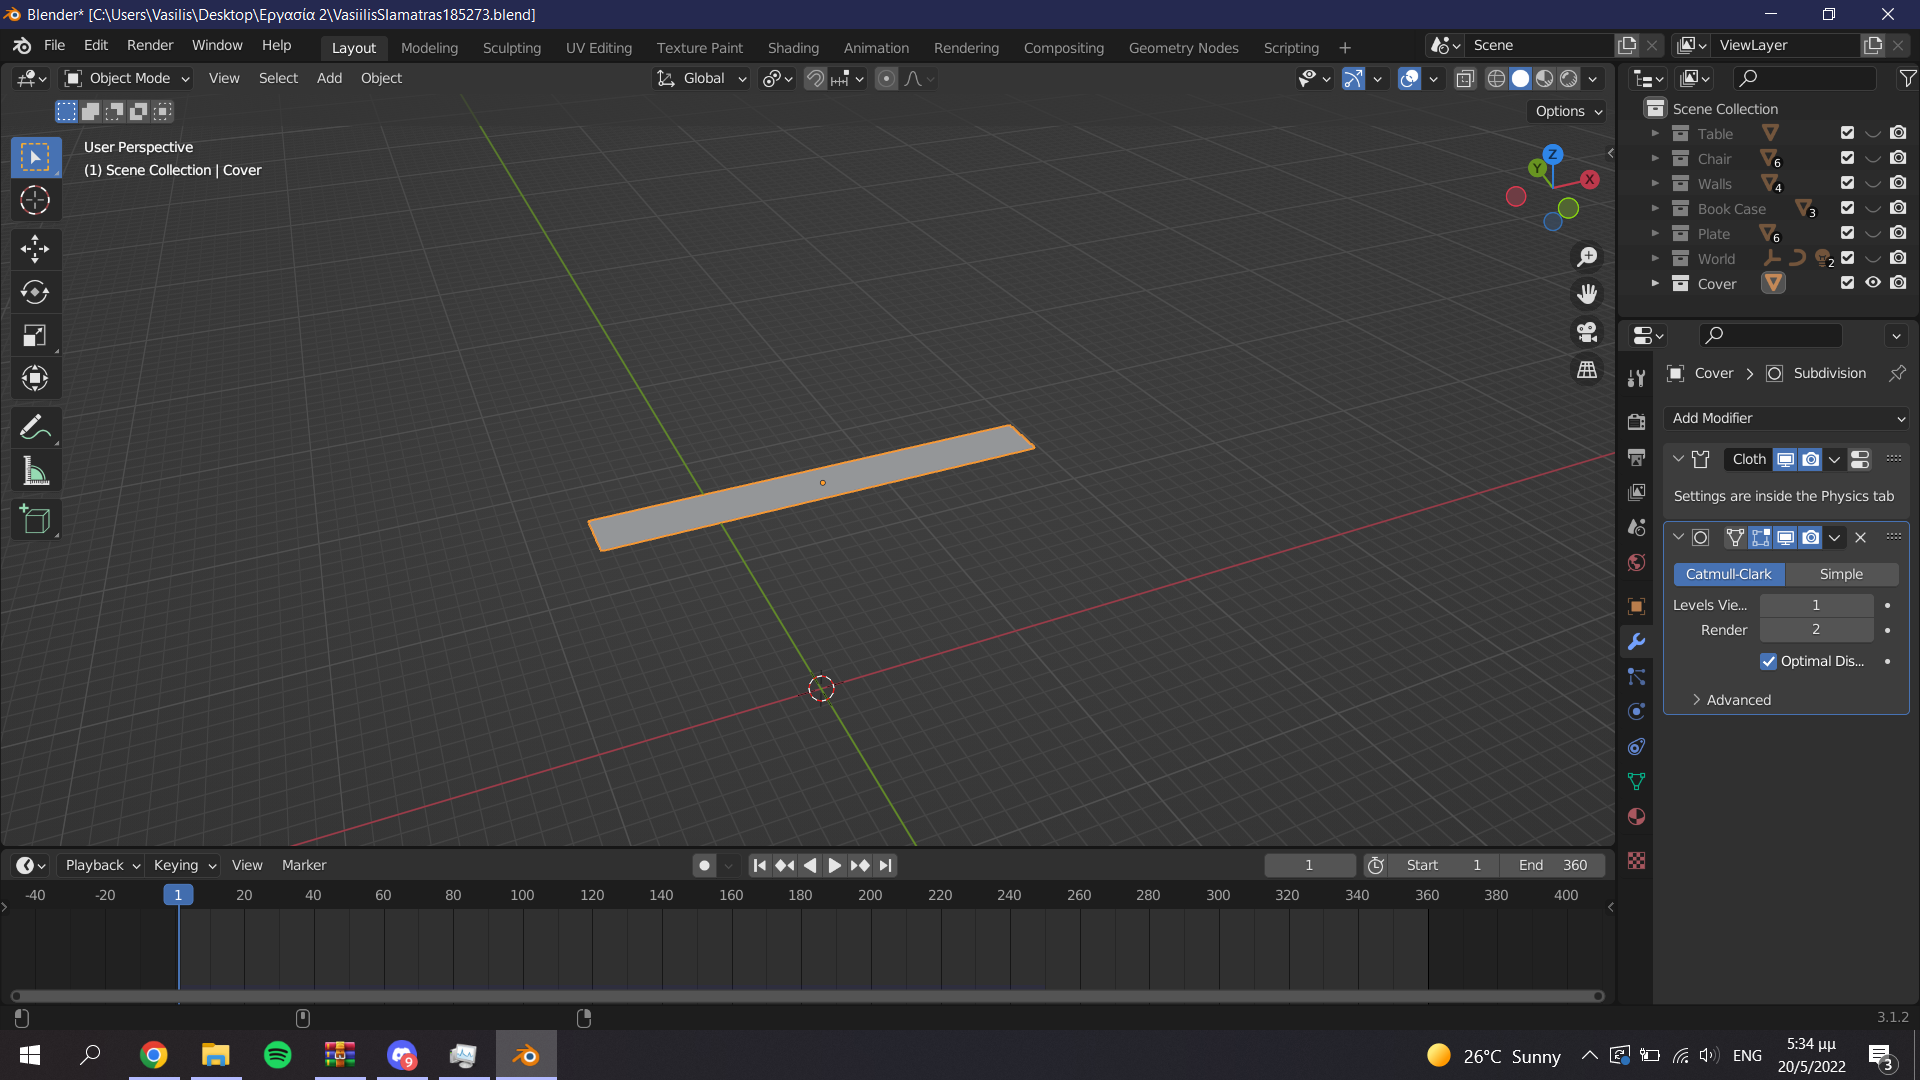 Blender* [C:\Users\Vasilis\Desktop\Εργασία 2\VasiilisSlamatras185273.blend]
File Edit Render Window Help Layout Modeling Sculpting UV Editing Texture Paint Shading Animation Rendering Compositing Geometry Nodes Scripting + Scene ViewLayer
Object Mode View Select Add Object Global
Options
User Perspective
(1) Scene Collection | Cover
Z
Y
X
Scene Collection
Table
Chair 6
Walls 4
Book Case 3
Plate 6
World 2
Cover
Cover > Subdivision
Add Modifier
Cloth
Settings are inside the Physics tab
Catmull-Clark Simple
Levels Vie... 1
Render 2
Optimal Dis...
Advanced
Playback Keying View Marker 1 Start 1 End 360
-40 -20 1 20 40 60 80 100 120 140 160 180 200 220 240 260 280 300 320 340 360 380 400
3.1.2
9 26°C Sunny ENG 5:34 μμ
20/5/2022 3